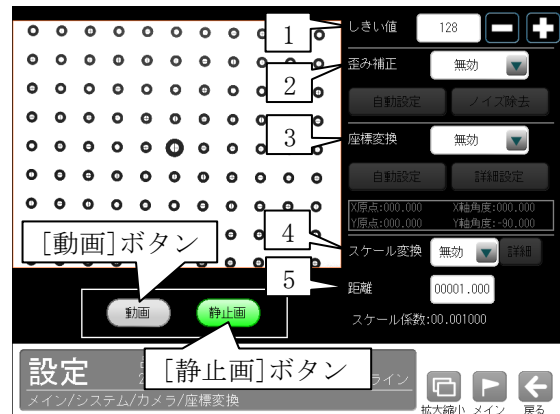 1
しきい値
128
2
歪み補正
無効
自動設定
ノイズ除去
3
座標変換
無効
自動設定
詳細設定
X原点:000.000
X軸角度:000.000
Y原点:000.000
Y軸角度:-90.000
[動画]ボタン
4
スケール変換
無効
詳細
5
距離
00001.000
動画
静止画
スケール係数:00.001000
[静止画]ボタン
設定
ライン
メイン/システム/カメラ/座標変換
拡大縮小
メイン
戻る